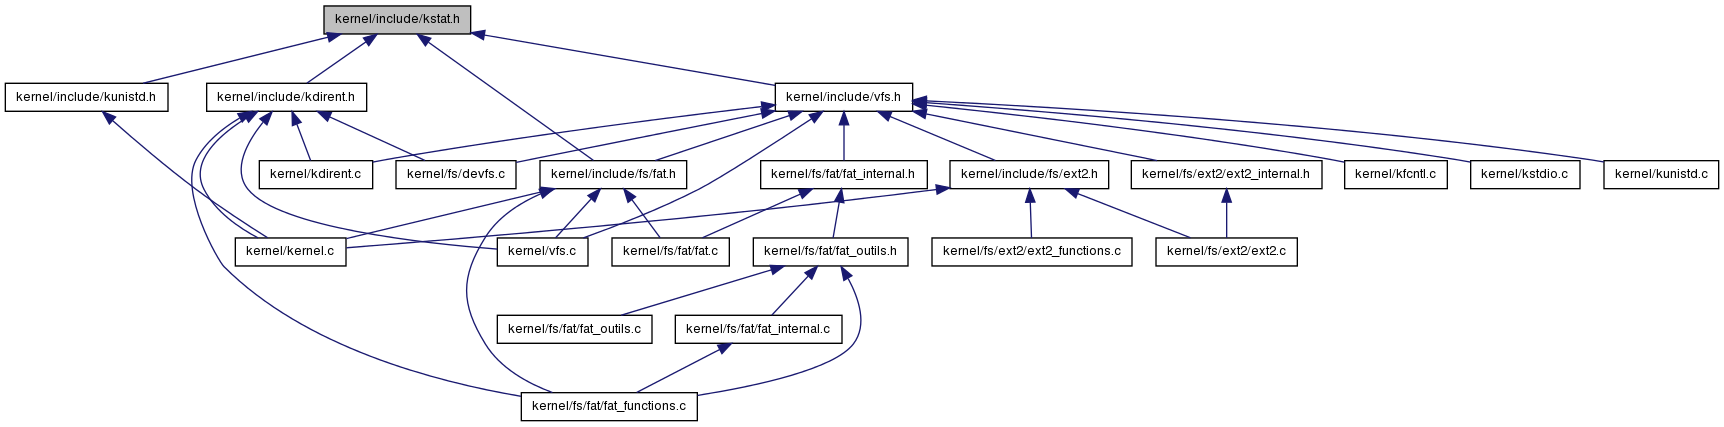 kernel/include/kstat.h
kernel/include/kunistd.h
kernel/include/kdirent.h
kernel/include/vfs.h
kernel/kdirent.c
kernel/fs/devfs.c
kernel/include/fs/fat.h
kernel/fs/fat/fat_internal.h
kernel/include/fs/ext2.h
kernel/fs/ext2/ext2_internal.h
kernel/kfcntl.c
kernel/kstdio.c
kernel/kunistd.c
kernel/kernel.c
kernel/vfs.c
kernel/fs/fat/fat.c
kernel/fs/fat/fat_outils.h
kernel/fs/ext2/ext2_functions.c
kernel/fs/ext2/ext2.c
kernel/fs/fat/fat_outils.c
kernel/fs/fat/fat_internal.c
kernel/fs/fat/fat_functions.c